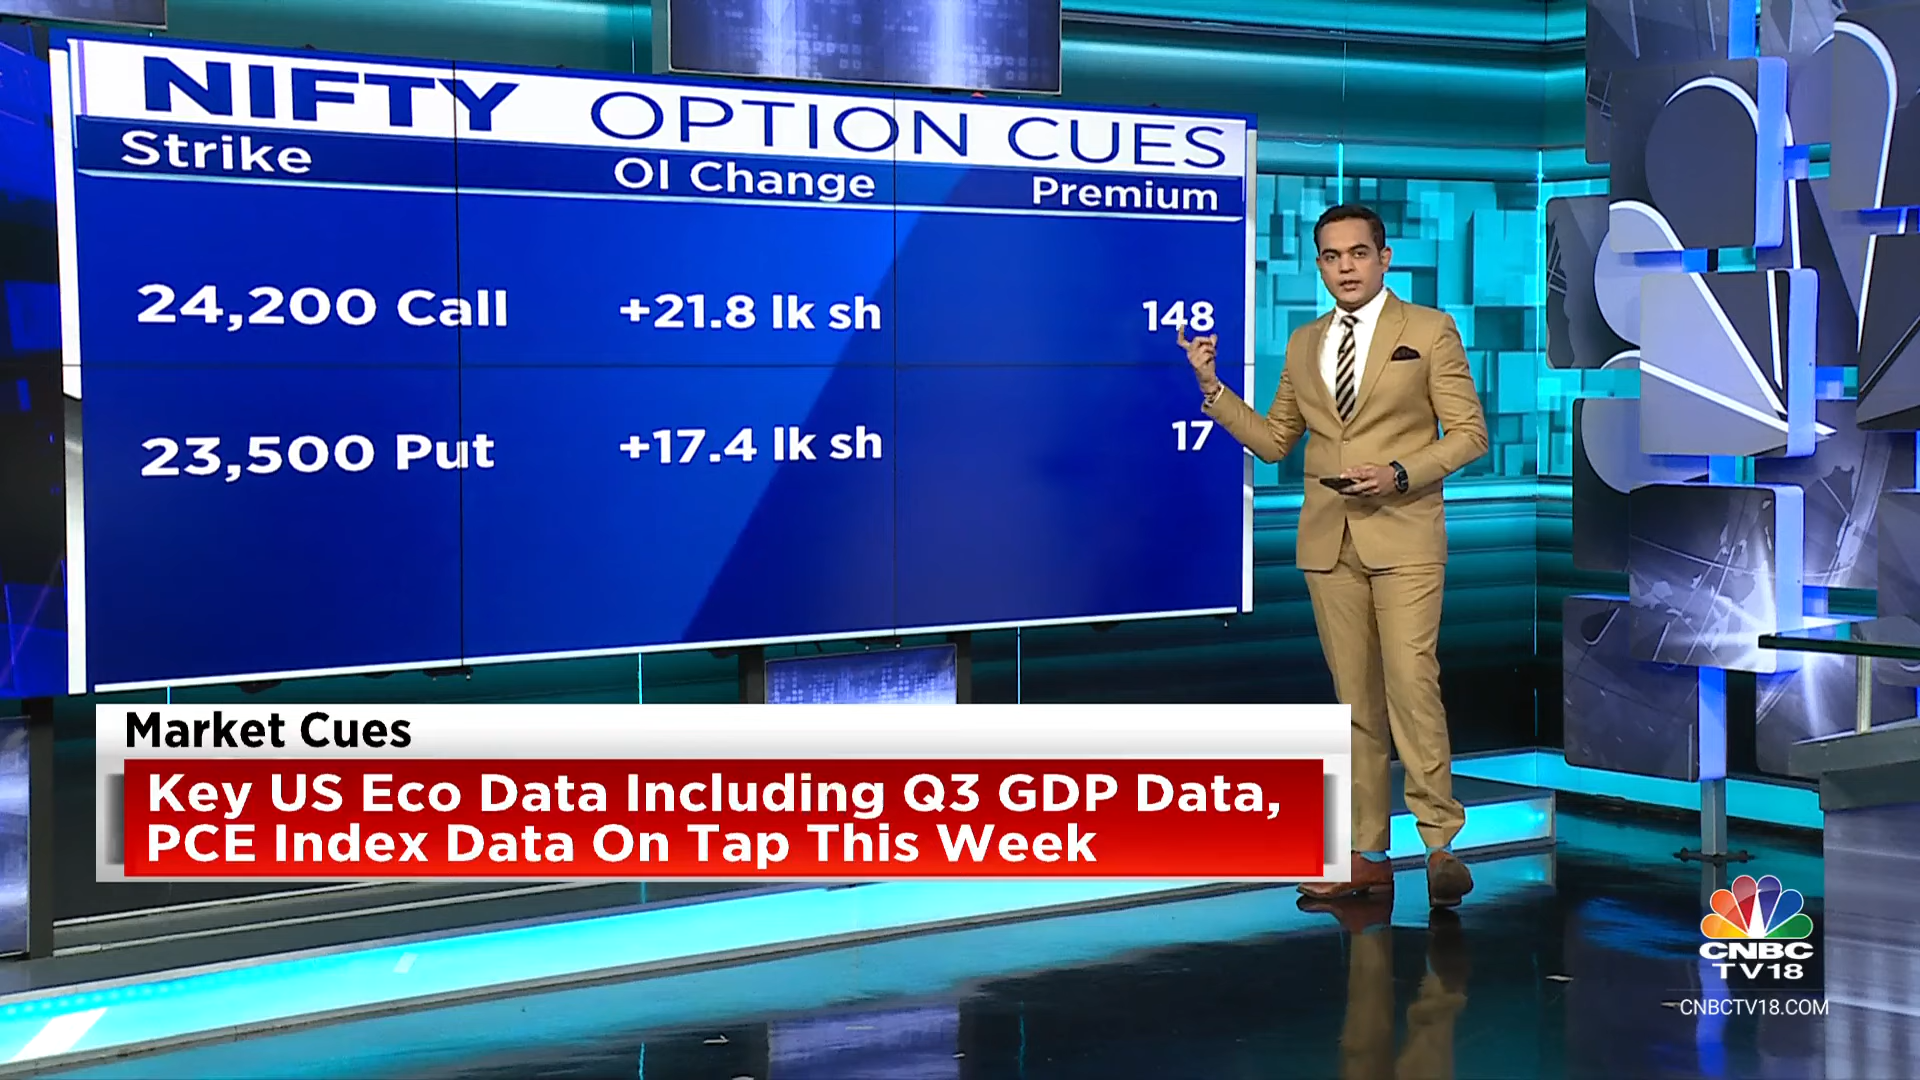 NIFTY OPTION CUES
Strike OI Change Premium
24,200 Call +21.8 lk sh 148
23,500 Put +17.4 lk sh 17
Market Cues
Key US Eco Data Including Q3 GDP Data,
PCE Index Data On Tap This Week
CNBC
TV18
CNBCTV18.COM